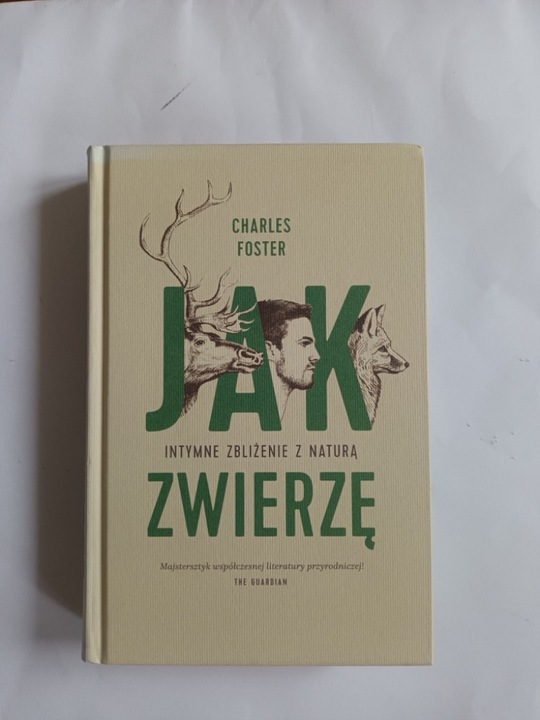 CHARLES
FOSTER
JAK
INTYMNE ZBLIŻENIE Z NATURĄ
ZWIERZĘ
Majstersztyk współczesnej literatury przyrodniczej!
THE GUARDIAN